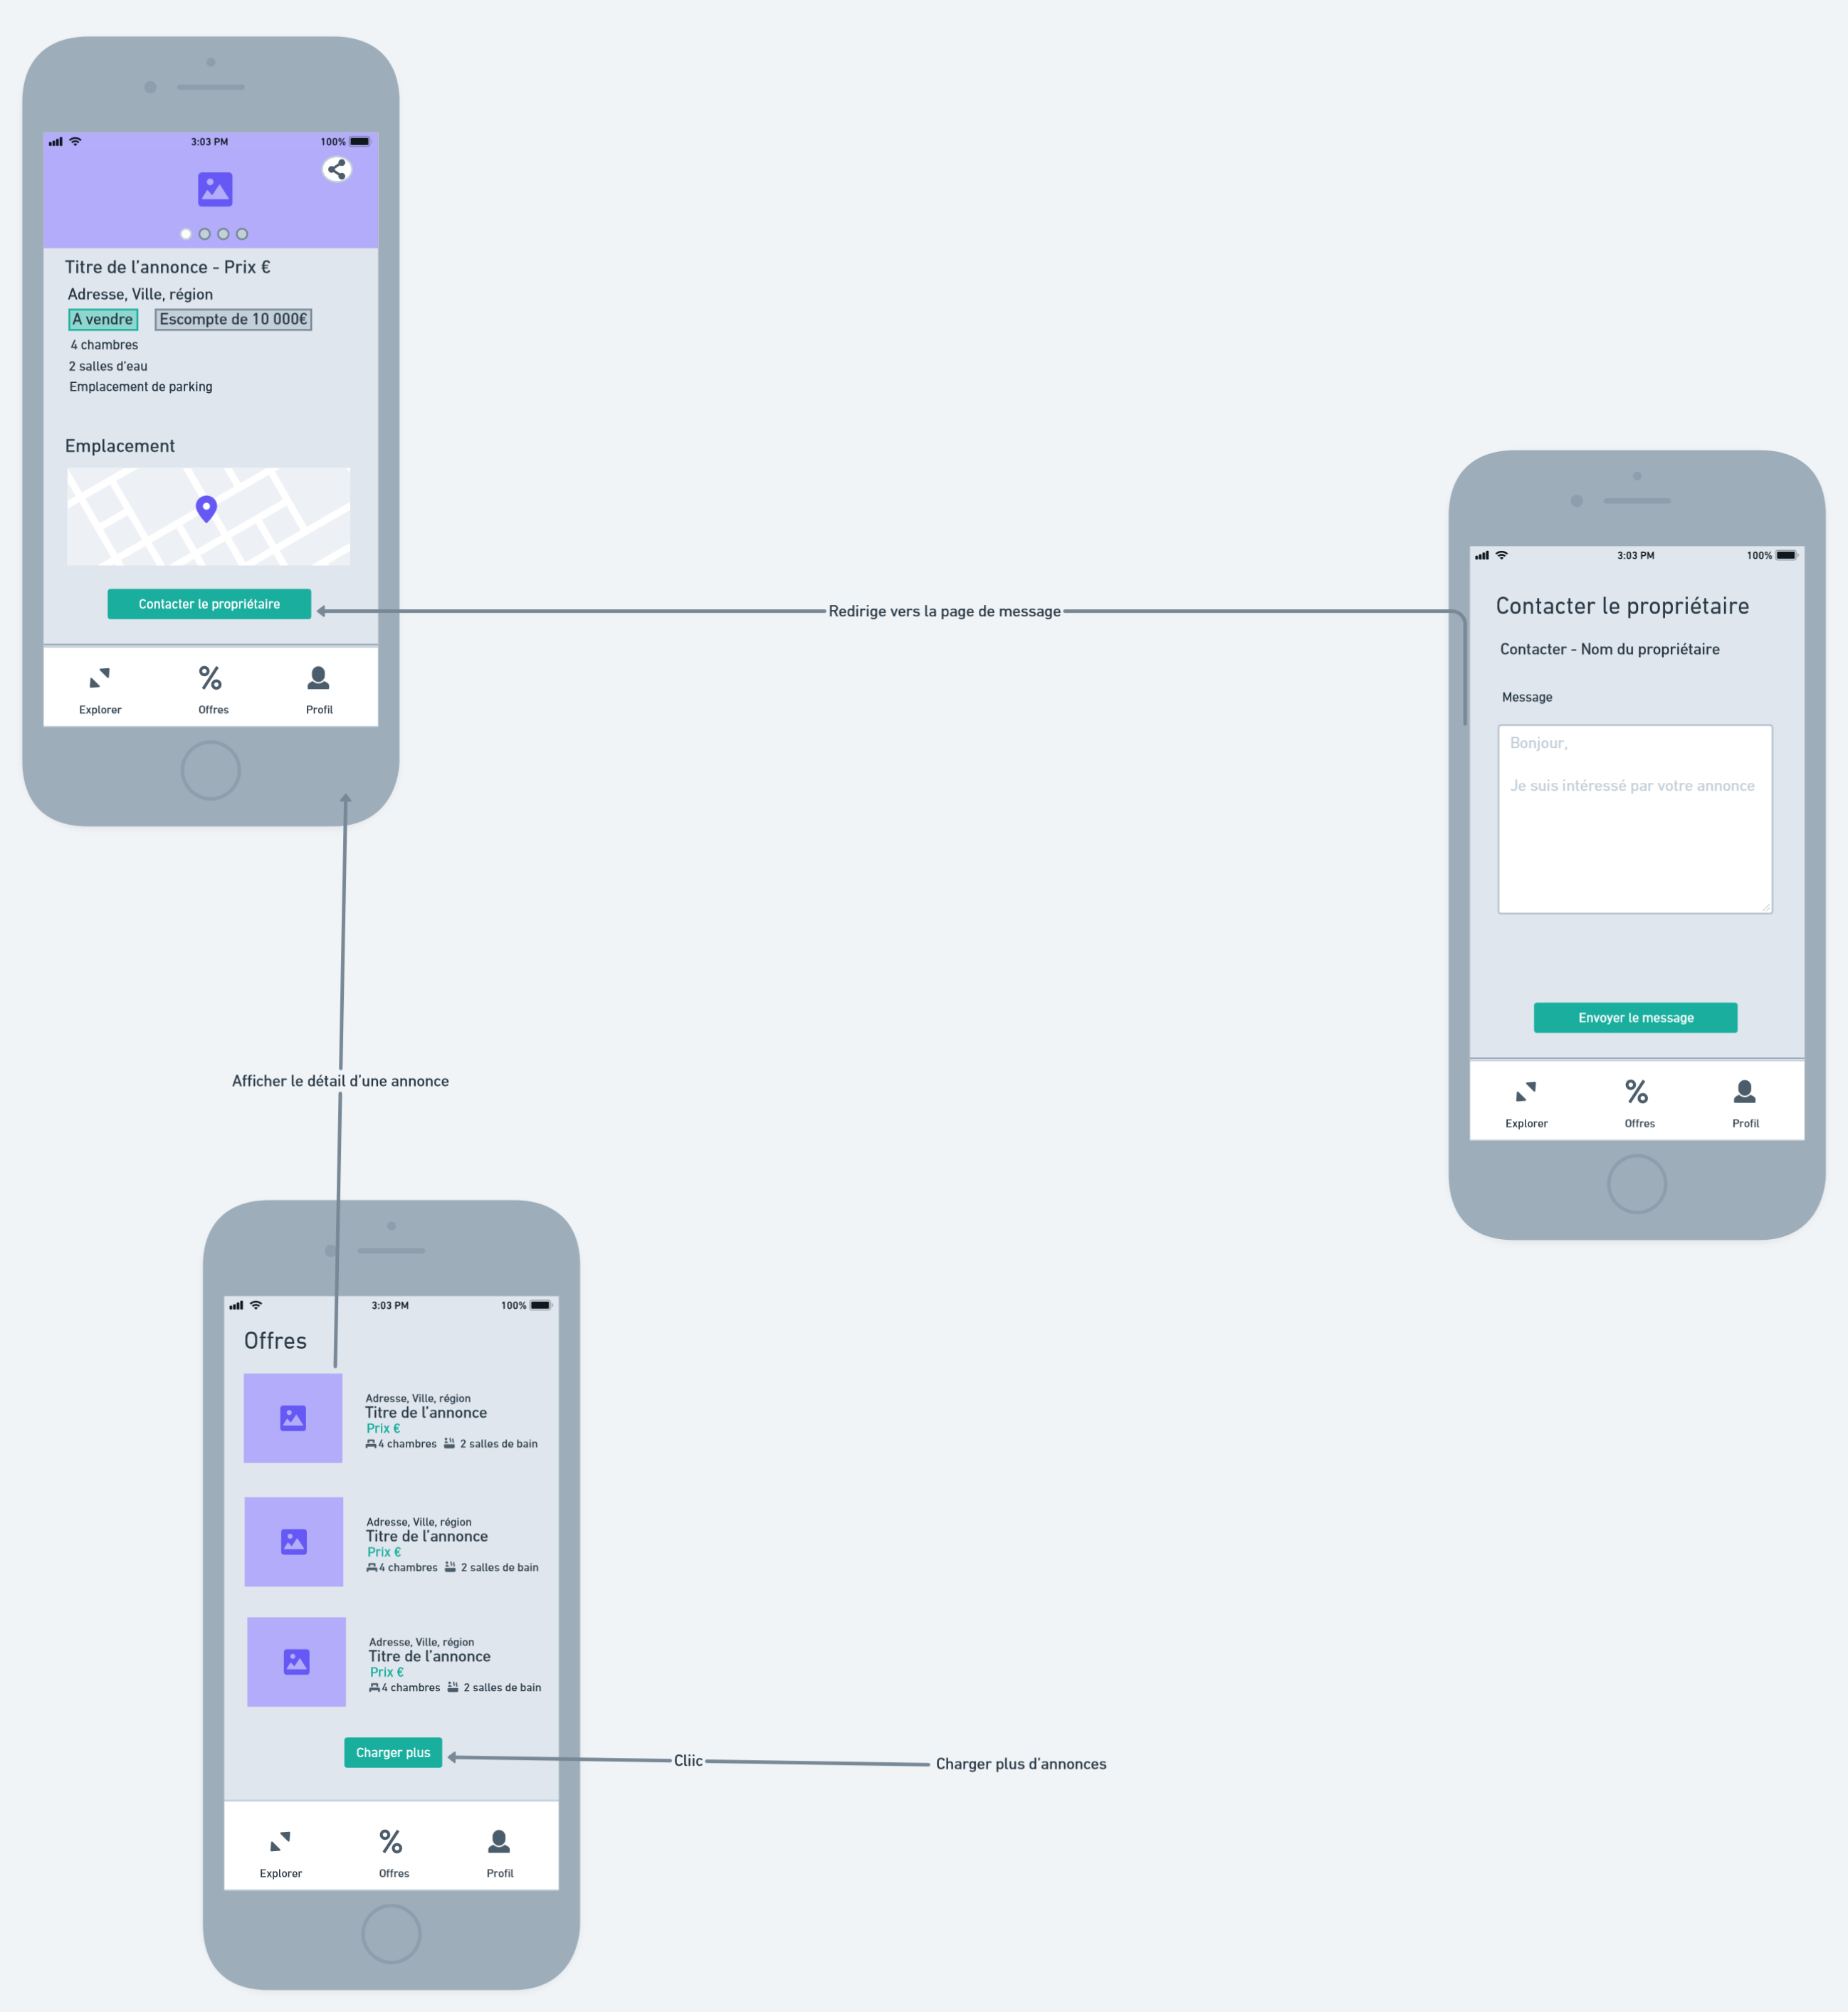 3:03 PM 100%
Titre de l'annonce - Prix €
Adresse, Ville, région
A vendre Escompte de 10 000€
4 chambres
2 salles d'eau
Emplacement de parking
Emplacement
Contacter le propriétaire
Explorer Offres Profil
Redirige vers la page de message
3:03 PM 100%
Contacter le propriétaire
Contacter - Nom du propriétaire
Message
Bonjour,
Je suis intéressé par votre annonce
Envoyer le message
Explorer Offres Profil
Afficher le détail d'une annonce
3:03 PM 100%
Offres
Adresse, Ville, région
Titre de l'annonce
Prix €
4 chambres 2 salles de bain
Adresse, Ville, région
Titre de l'annonce
Prix €
4 chambres 2 salles de bain
Adresse, Ville, région
Titre de l'annonce
Prix €
4 chambres 2 salles de bain
Charger plus
Cliic
Charger plus d'annonces
Explorer Offres Profil